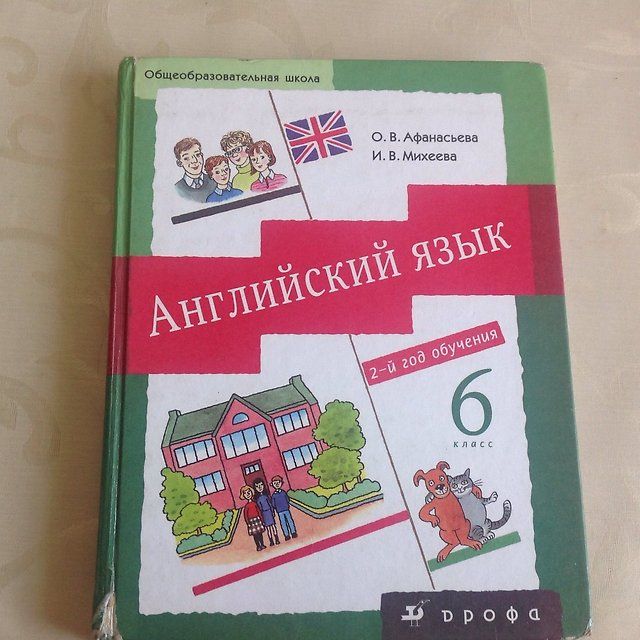 Общеобразовательная школа
О. В. Афанасьева
И. В. Михеева
Английский язык
2-й год обучения
6
класс
дрофа